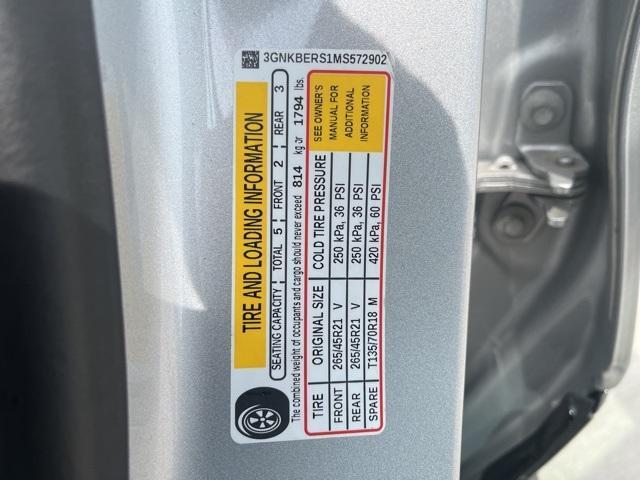 3GNKBERS1MS572902
TIRE AND LOADING INFORMATION
SEATING CAPACITY TOTAL 5 FRONT 2 REAR 3
The combined weight of occupants and cargo should never exceed 814 kg or 1794 lbs.
TIRE ORIGINAL SIZE COLD TIRE PRESSURE SEE OWNER'S
FRONT 265/45R21 V 250 kPa, 36 PSI MANUAL FOR
REAR 265/45R21 V 250 kPa, 36 PSI ADDITIONAL
SPARE T135/70R18 M 420 kPa, 60 PSI INFORMATION